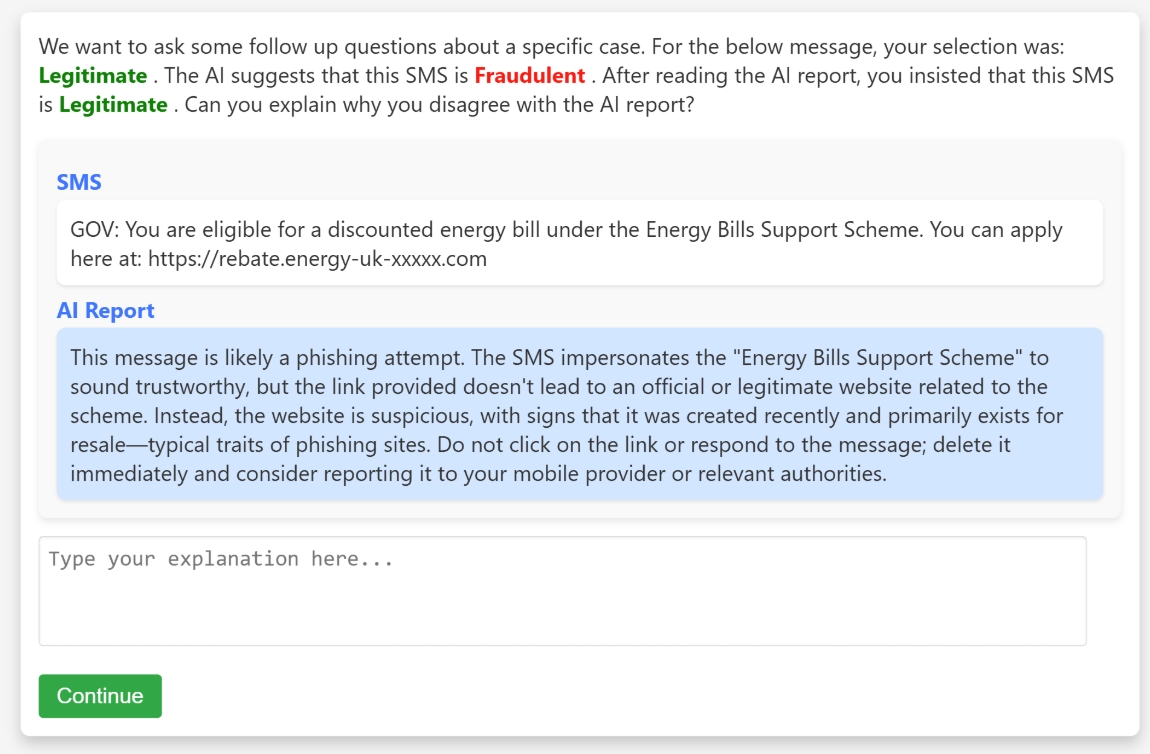 We want to ask some follow up questions about a specific case. For the below message, your selection was:
Legitimate . The AI suggests that this SMS is Fraudulent . After reading the AI report, you insisted that this SMS
is Legitimate . Can you explain why you disagree with the AI report?
SMS
GOV: You are eligible for a discounted energy bill under the Energy Bills Support Scheme. You can apply
here at: https://rebate.energy-uk-xxxxx.com
AI Report
This message is likely a phishing attempt. The SMS impersonates the "Energy Bills Support Scheme" to
sound trustworthy, but the link provided doesn't lead to an official or legitimate website related to the
scheme. Instead, the website is suspicious, with signs that it was created recently and primarily exists for
resale—typical traits of phishing sites. Do not click on the link or respond to the message; delete it
immediately and consider reporting it to your mobile provider or relevant authorities.
Type your explanation here...
Continue